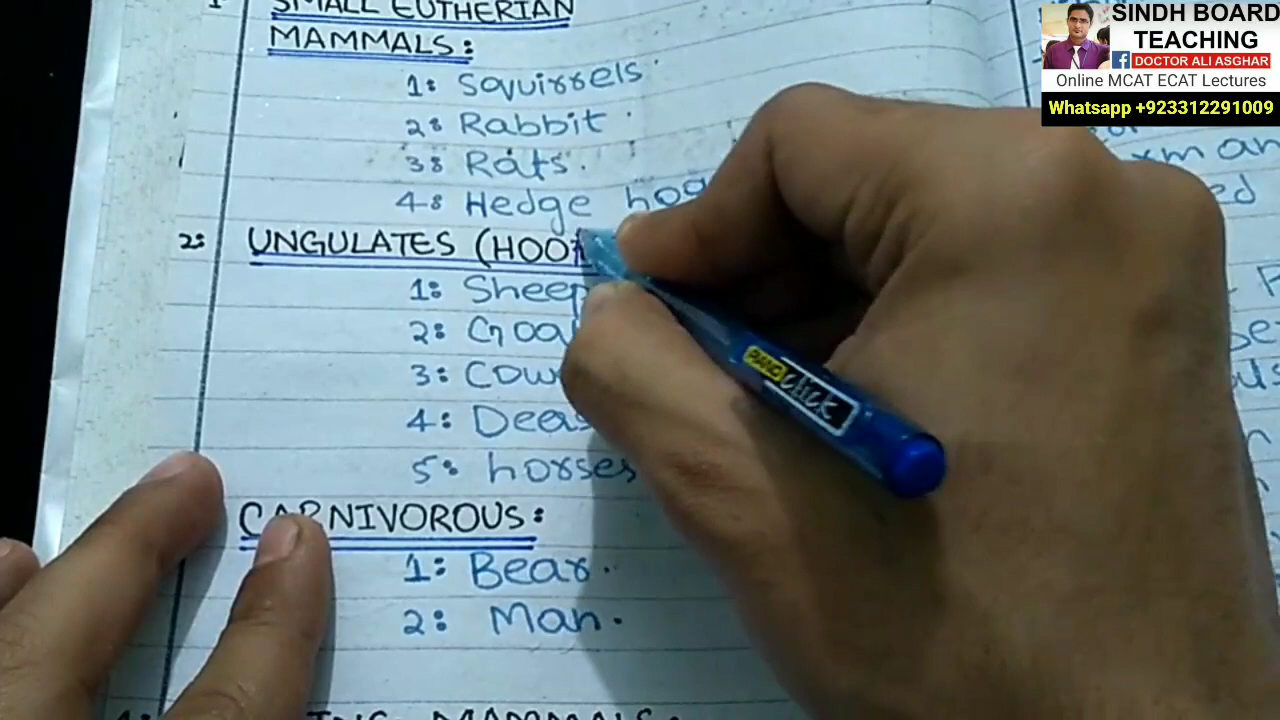 SMALL EUTHERIAN
MAMMALS:
1: Squirrels
2: Rabbit
3: Rats.
4: Hedge hog
2: UNGULATES (HOO
1: Sheep
2: Goa
3: Cow
4: Dear
5: horses
CARNIVOROUS:
1: Bear.
2: Man.
MAMMALS:
SINDH BOARD
TEACHING
DOCTOR ALI ASGHAR
Online MCAT ECAT Lectures
Whatsapp +923312291009